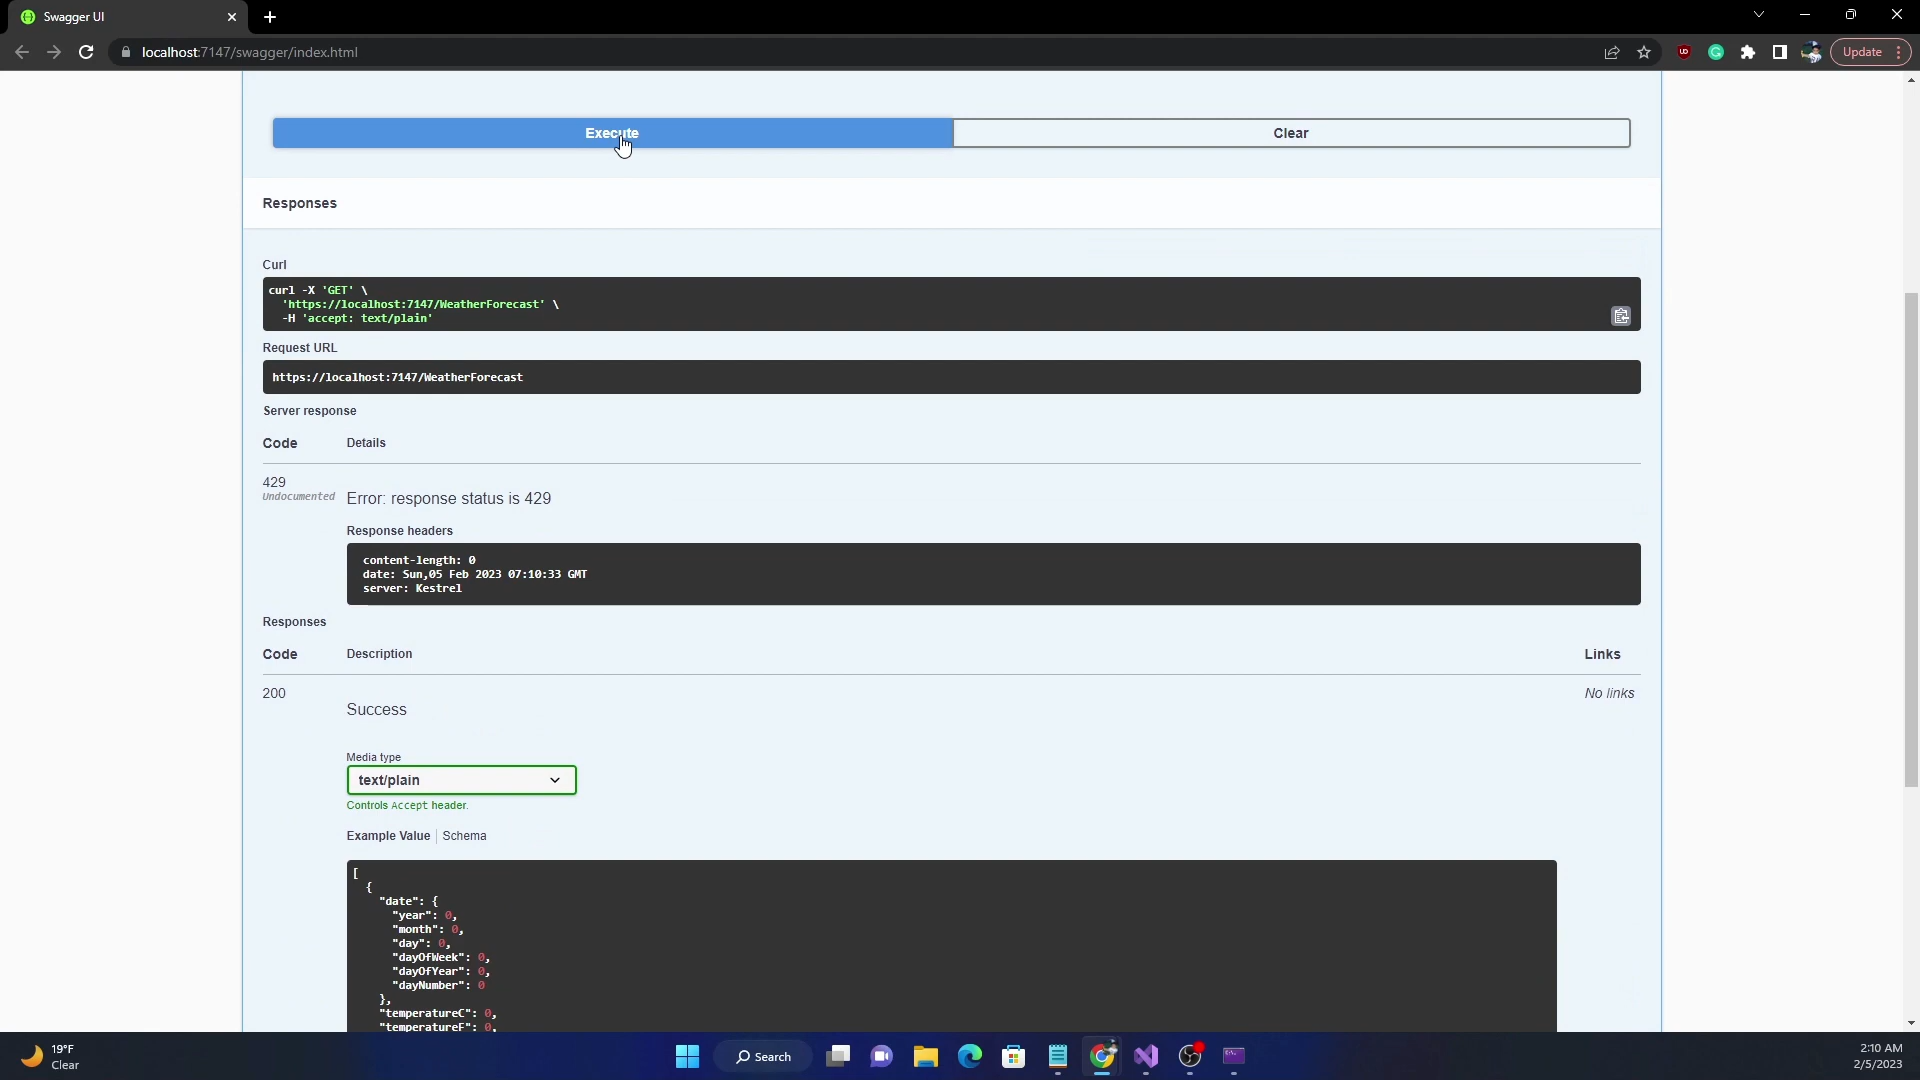 Swagger UI
localhost:7147/swagger/index.html
Update
Execute
Clear
Responses
Curl
curl -X 'GET' \
'https://localhost:7147/WeatherForecast' \
-H 'accept: text/plain'
Request URL
https://localhost:7147/WeatherForecast
Server response
Code
Details
429
Undocumented
Error: response status is 429
Response headers
content-length: 0
date: Sun,05 Feb 2023 07:10:33 GMT
server: Kestrel
Responses
Code
Description
Links
200
Success
No links
Media type
text/plain
Controls Accept header.
Example Value
Schema
[
{
"date": {
"year": 0,
"month": 0,
"day": 0,
"dayOfWeek": 0,
"dayOfYear": 0,
"dayNumber": 0
},
"temperatureC": 0,
"temperatureF": 0,
19°F
Clear
Search
2:10 AM
2/5/2023